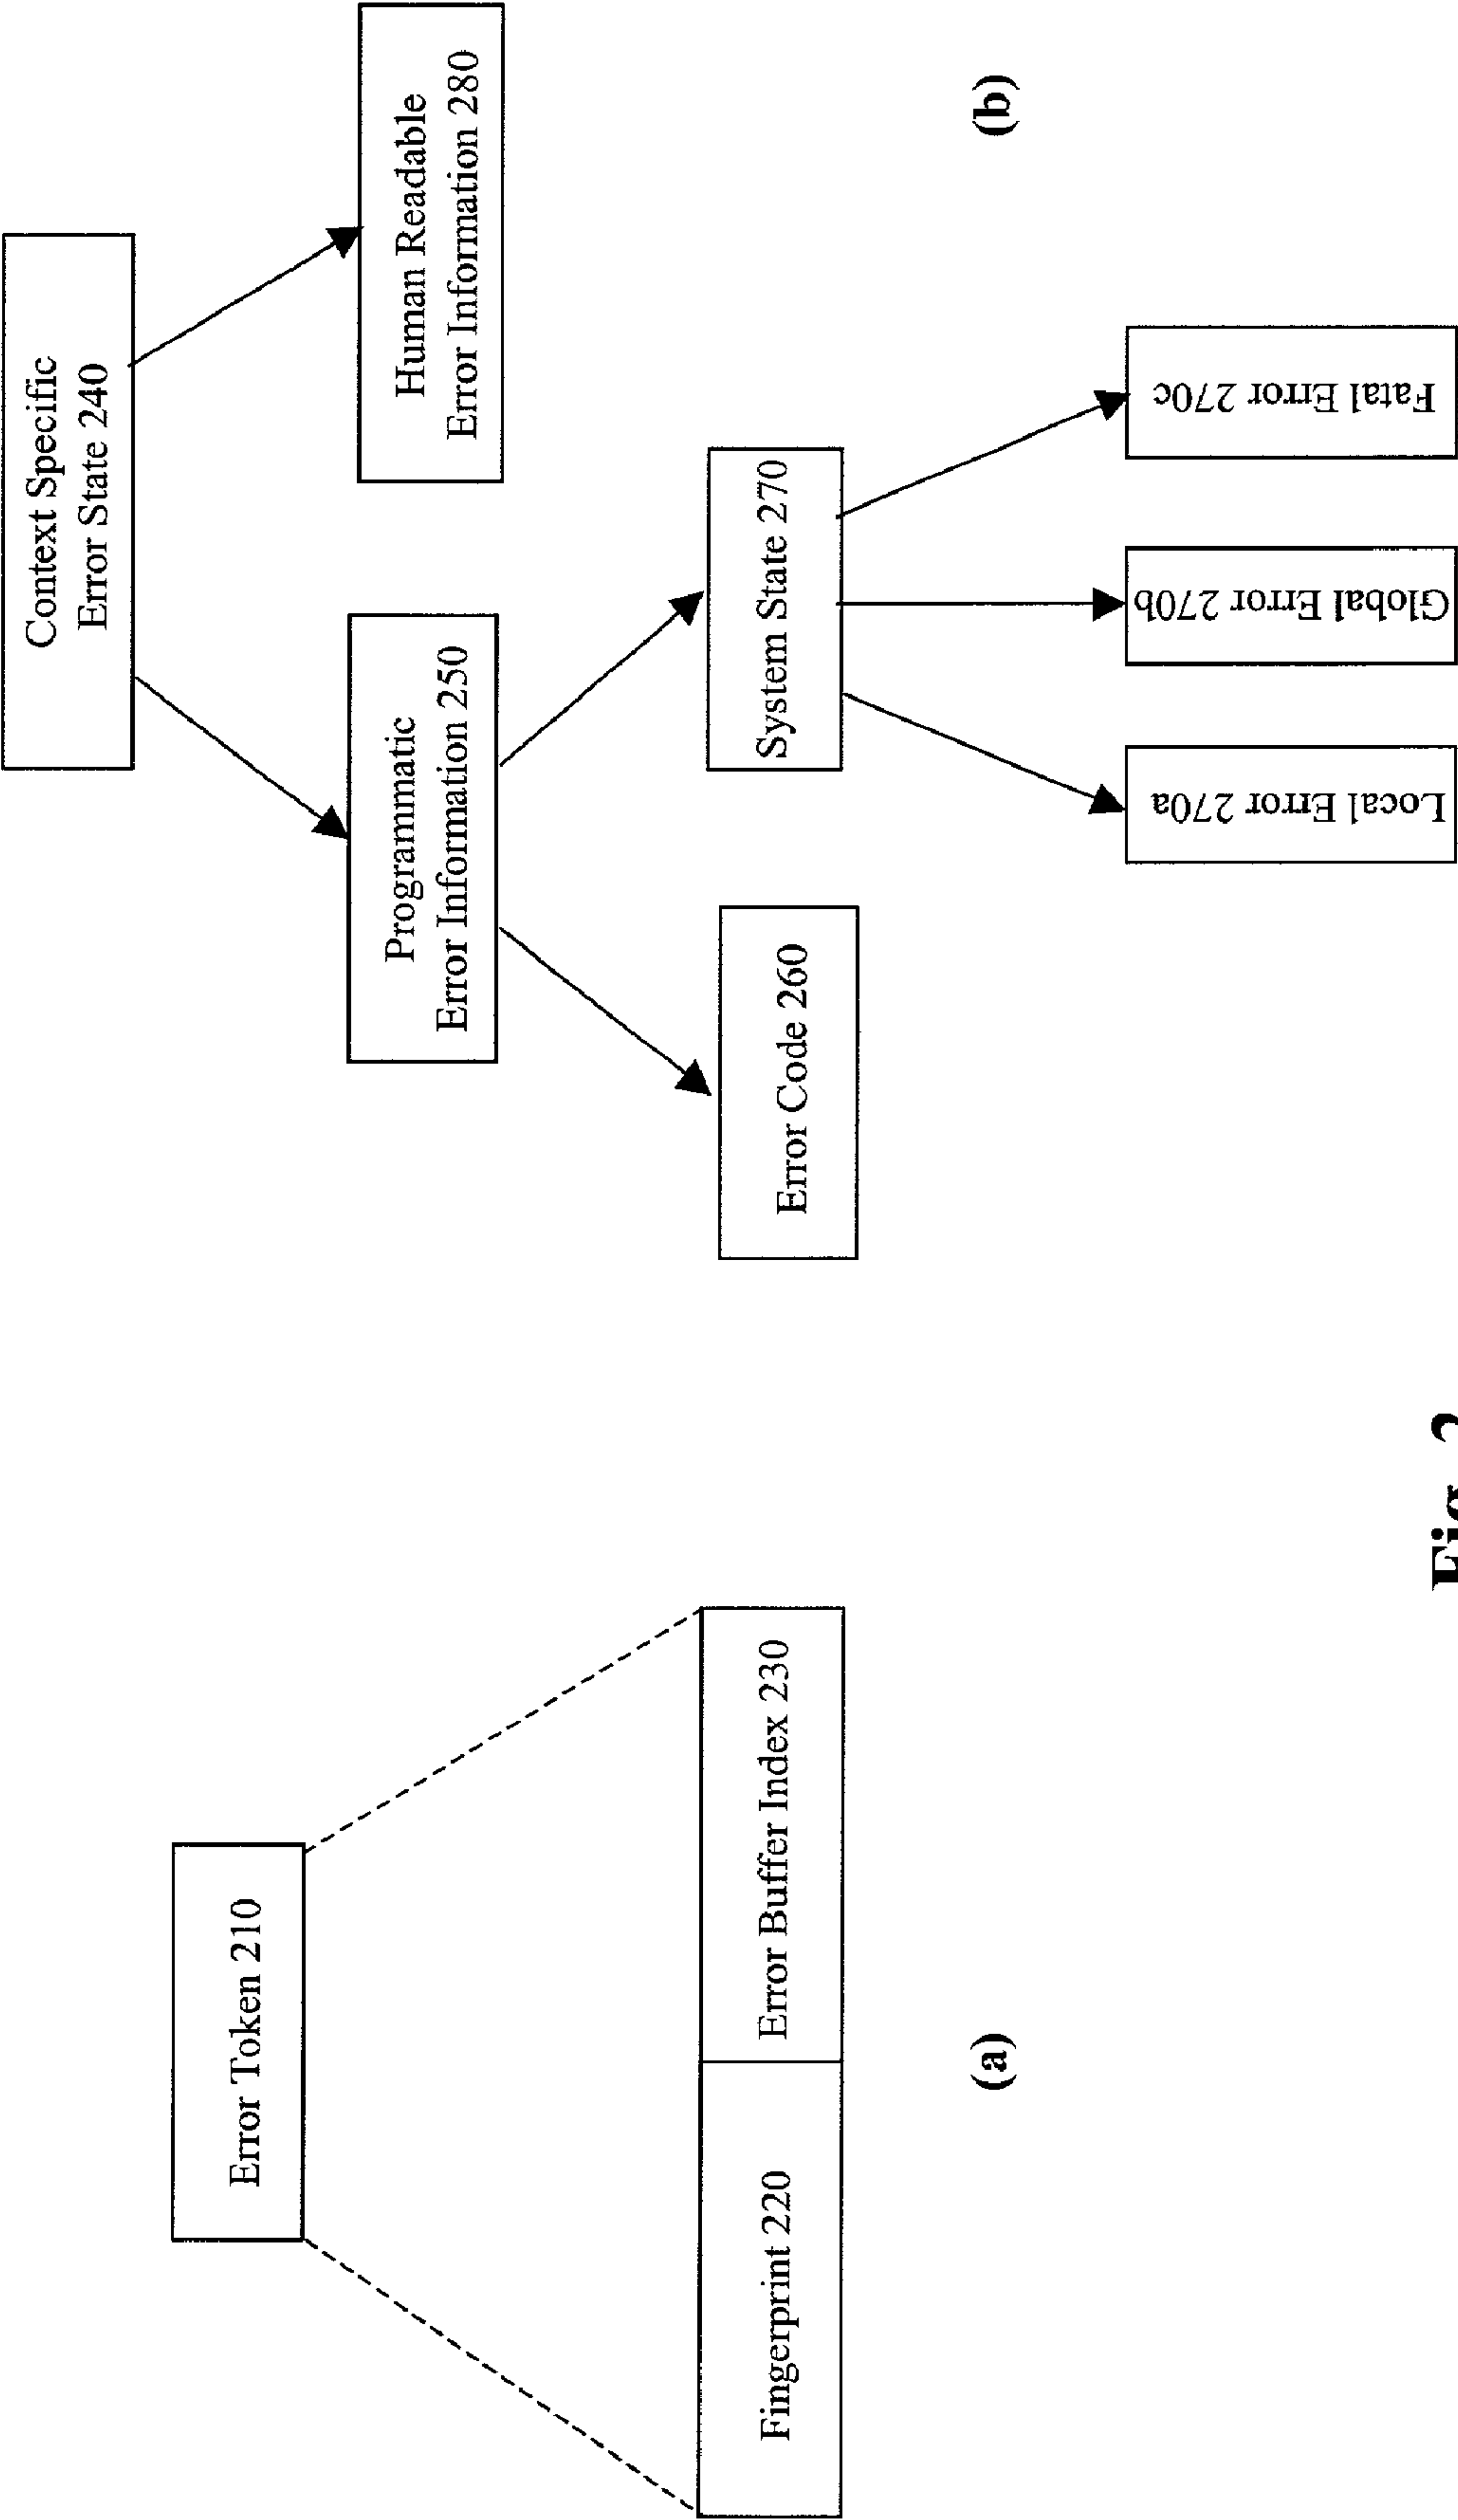 Error Token 210
Fingerprint 220
Error Buffer Index 230
(a)
Context Specific
Error State 240
Programmatic
Error Information 250
Human Readable
Error Information 280
Error Code 260
System State 270
Local Error 270a
Global Error 270b
Fatal Error 270c
(b)
Fig. 2